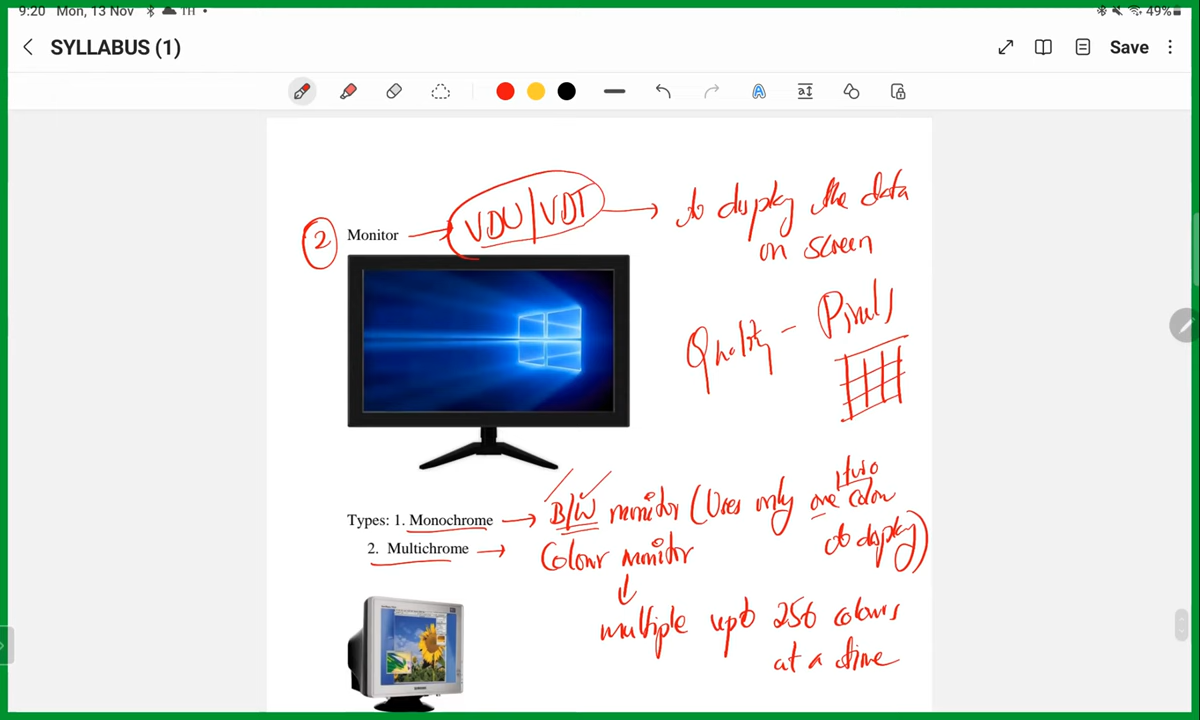 9:20 Mon, 13 Nov TH •
49%
SYLLABUS (1)
Save
VDU/VDT → to display the data
on screen
2 Monitor →
Quality - Pixels
Types: 1. Monochrome → B/W monitor (Uses only one/two colour
to display)
2. Multichrome → Colour monitor
↓
multiple upto 256 colours
at a time